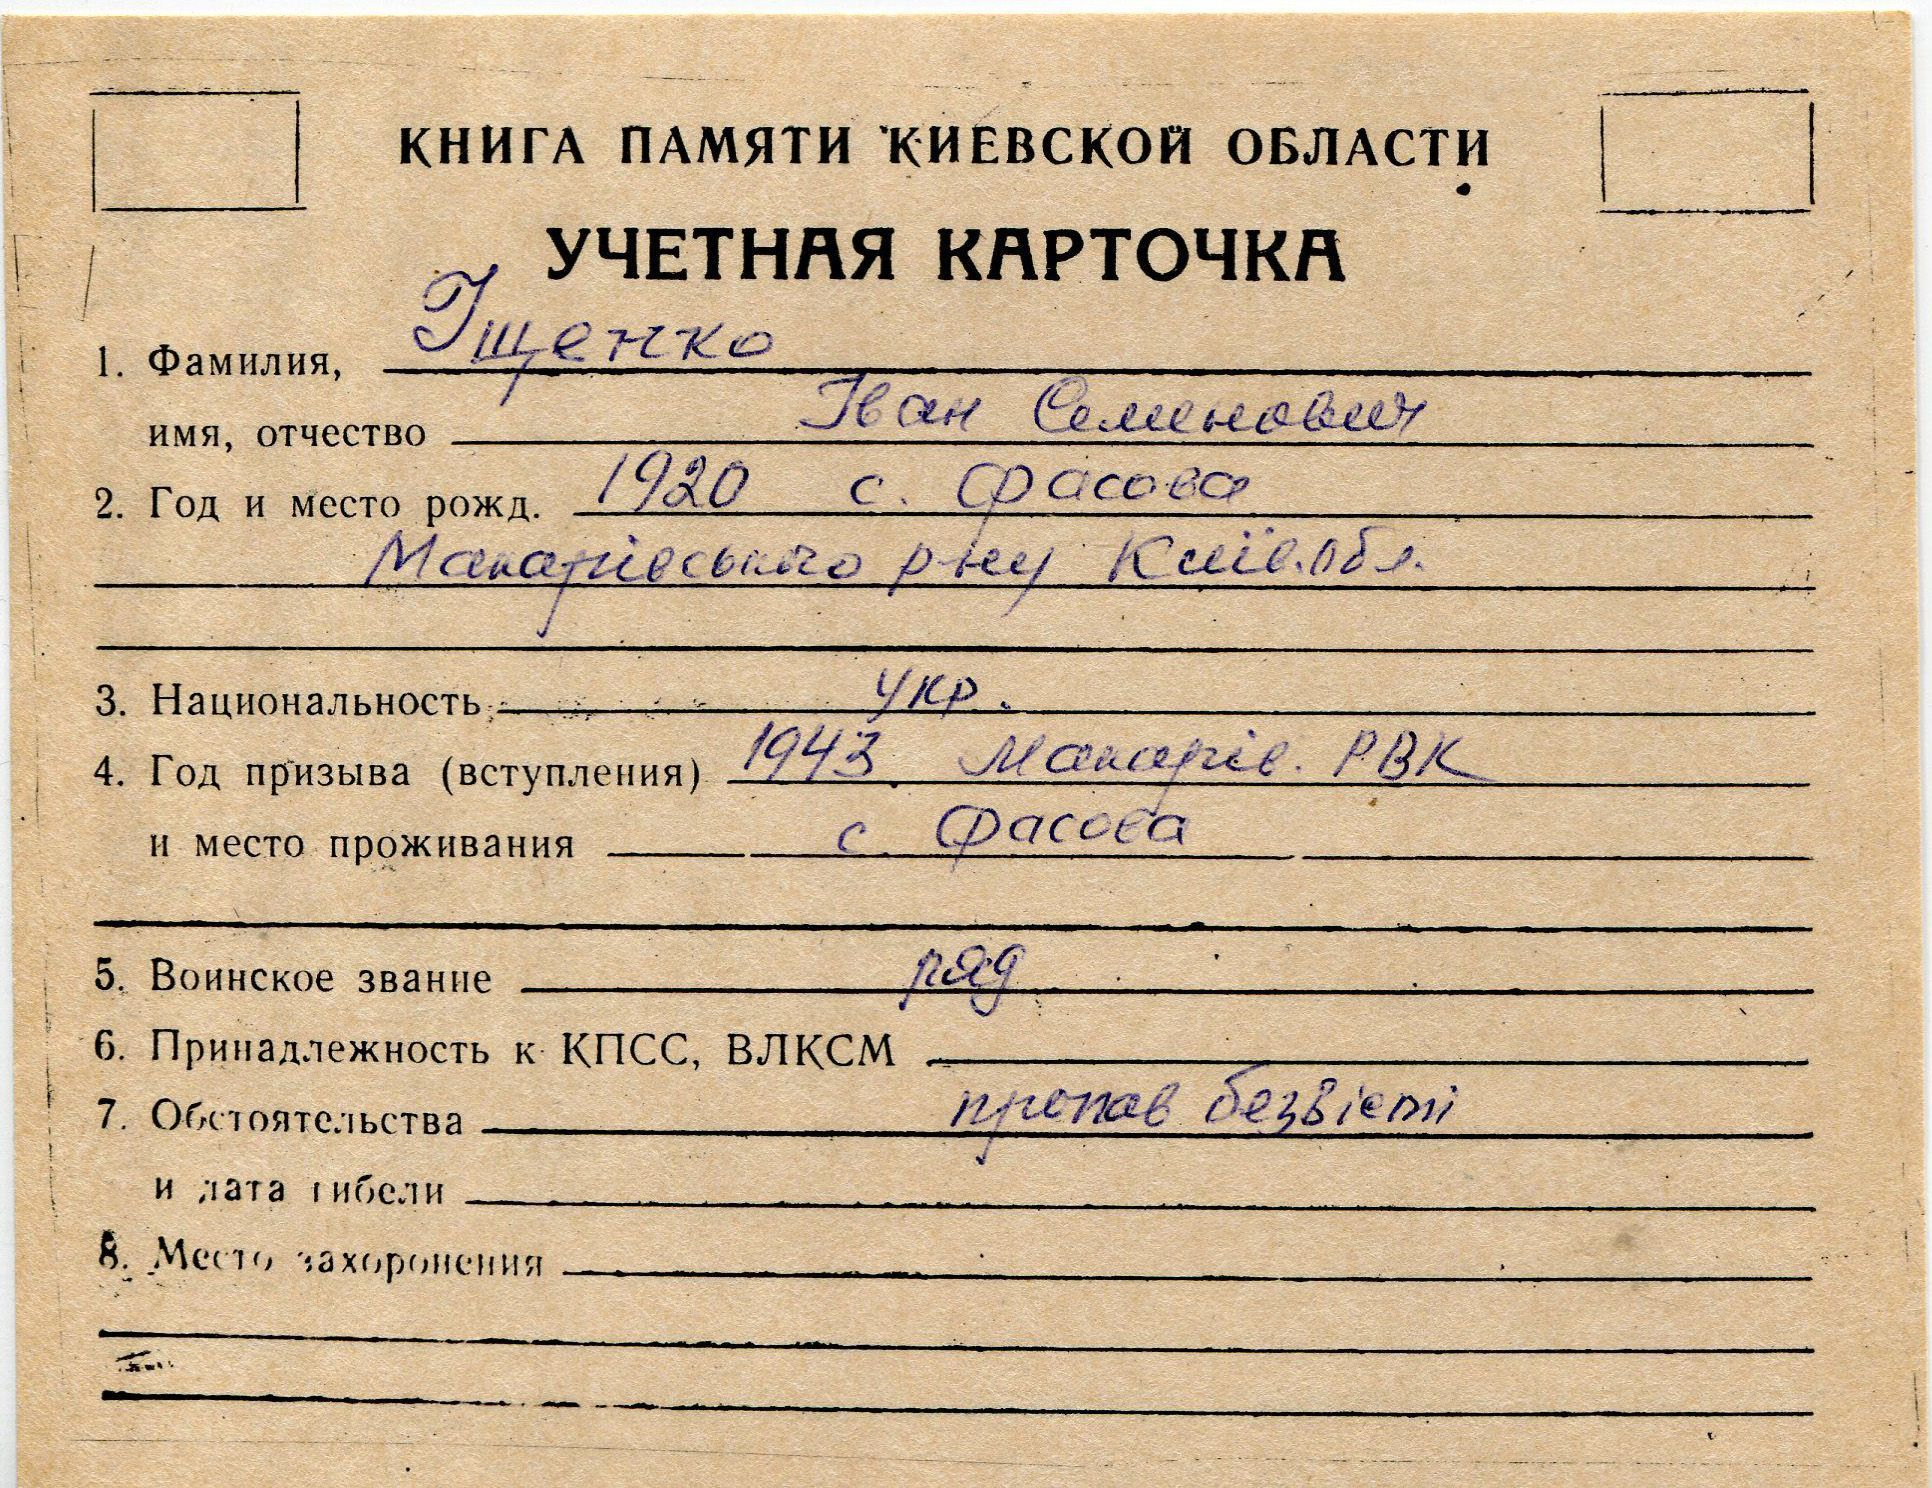 КНИГА ПАМЯТИ КИЕВСКОЙ ОБЛАСТИ
УЧЕТНАЯ КАРТОЧКА
1. Фамилия, Іщенко
имя, отчество Іван Семенович
2. Год и место рожд. 1920 с. Фасова
Макарівського р-ну Київ. обл.
3. Национальность укр.
4. Год призыва (вступления) 1943 Макарів. РВК
и место проживания с. Фасова
5. Воинское звание ряд
6. Принадлежность к КПСС, ВЛКСМ
7. Обстоятельства пропав безвісті
и дата гибели
8. Место захоронения